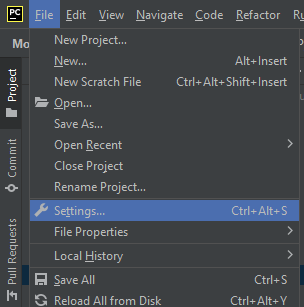 PC
File Edit View Navigate Code Refactor
New Project...
New... Alt+Insert
New Scratch File Ctrl+Alt+Shift+Insert
Open...
Save As...
Open Recent
Close Project
Rename Project...
Settings... Ctrl+Alt+S
File Properties
Local History
Save All Ctrl+S
Reload All from Disk Ctrl+Alt+Y
Project
Commit
Pull Requests